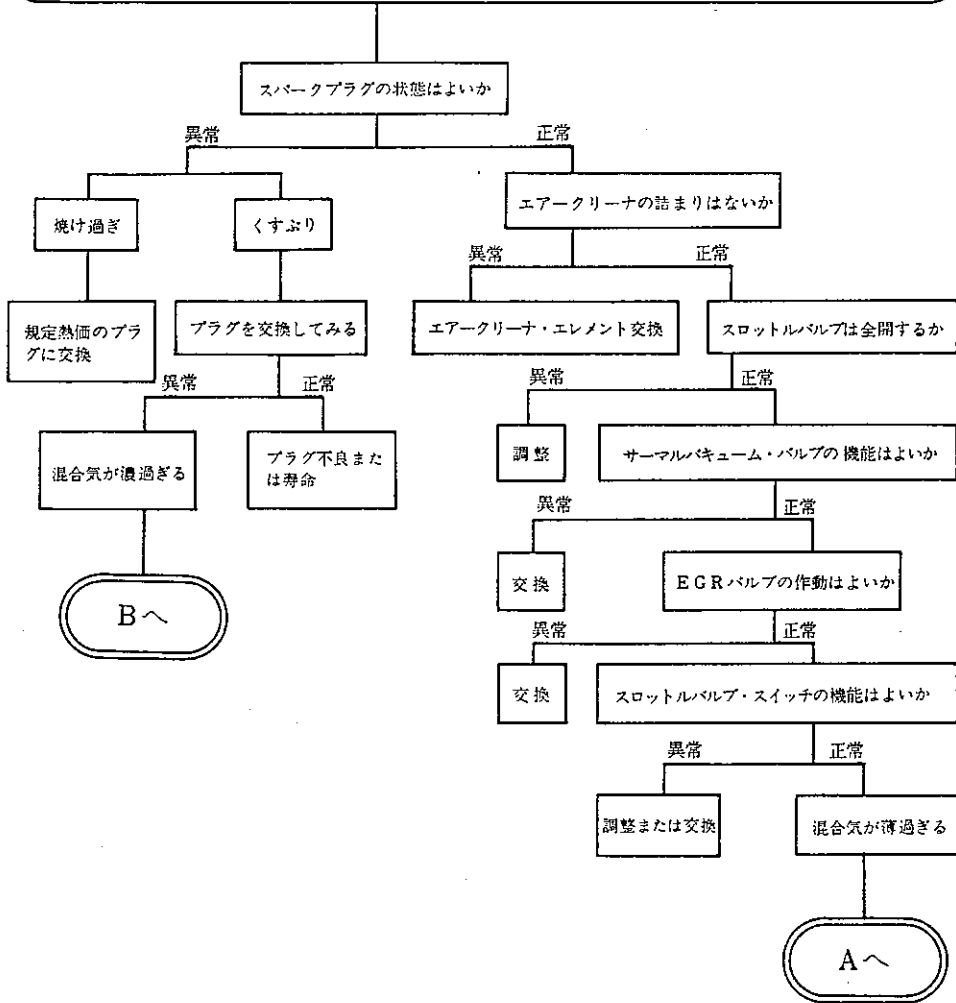 スパークプラグの状態はよいか
異常
正常
焼け過ぎ
くすぶり
エアークリーナの詰まりはないか
異常
正常
規定熱価のプラ
グに交換
プラグを交換してみる
エアークリーナ・エレメント交換
スロットルバルブは全開するか
異常
正常
異常
正常
混合気が濃過ぎる
プラグ不良また
は寿命
調整
サーマルバキューム・バルブの機能はよいか
異常
正常
Bへ
交換
EGRバルブの作動はよいか
異常
正常
交換
スロットルバルブ・スイッチの機能はよいか
異常
正常
調整または交換
混合気が薄過ぎる
Aへ